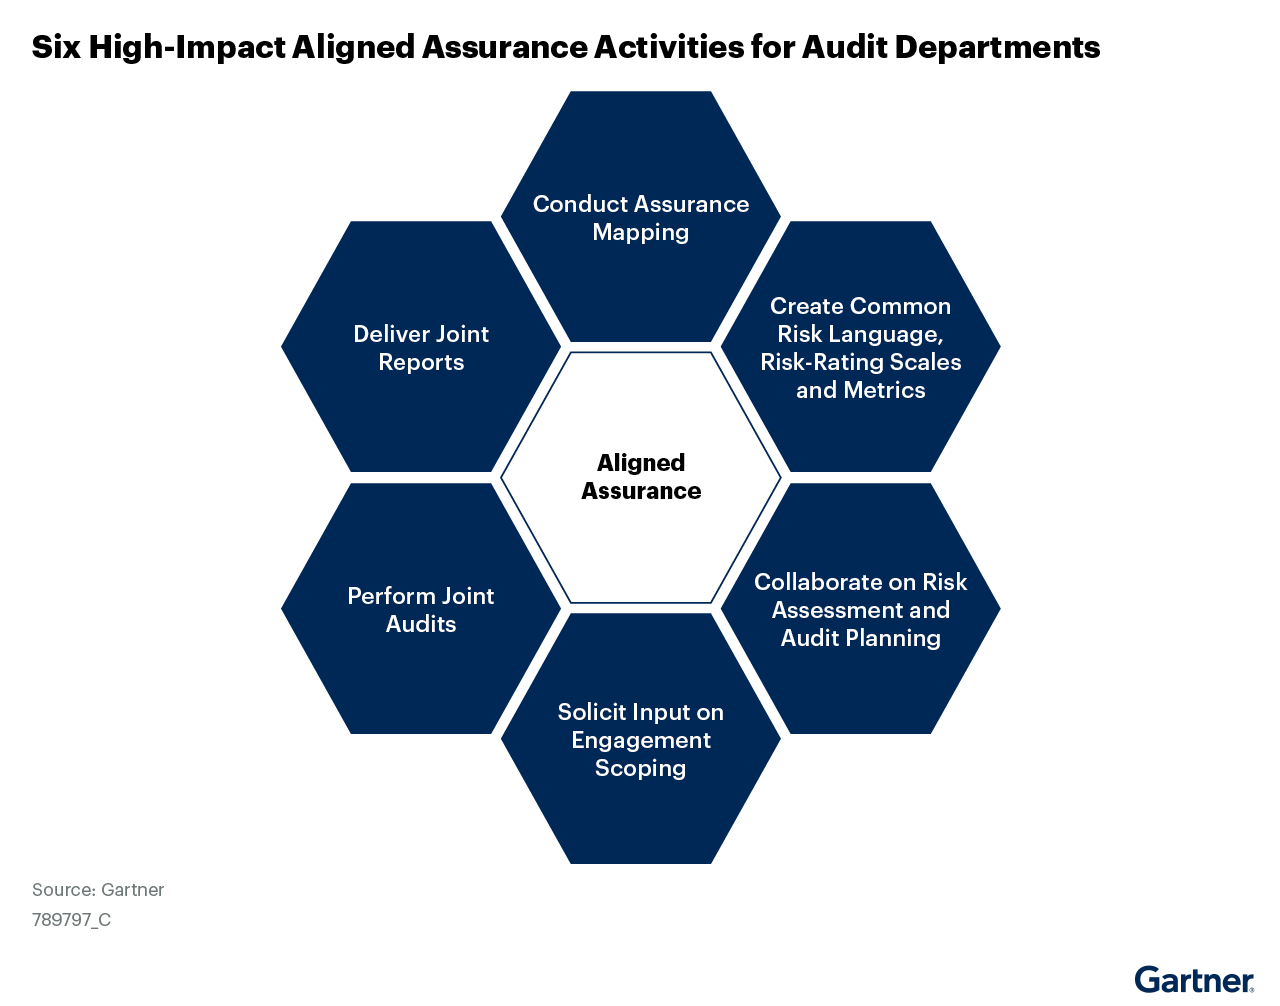 Six High-Impact Aligned Assurance Activities for Audit Departments
Conduct Assurance
Mapping
Create Common
Risk Language,
Risk-Rating Scales
and Metrics
Collaborate on Risk
Assessment and
Audit Planning
Solicit Input on
Engagement
Scoping
Perform Joint
Audits
Deliver Joint
Reports
Aligned
Assurance
Source: Gartner
789797_C
Gartner®